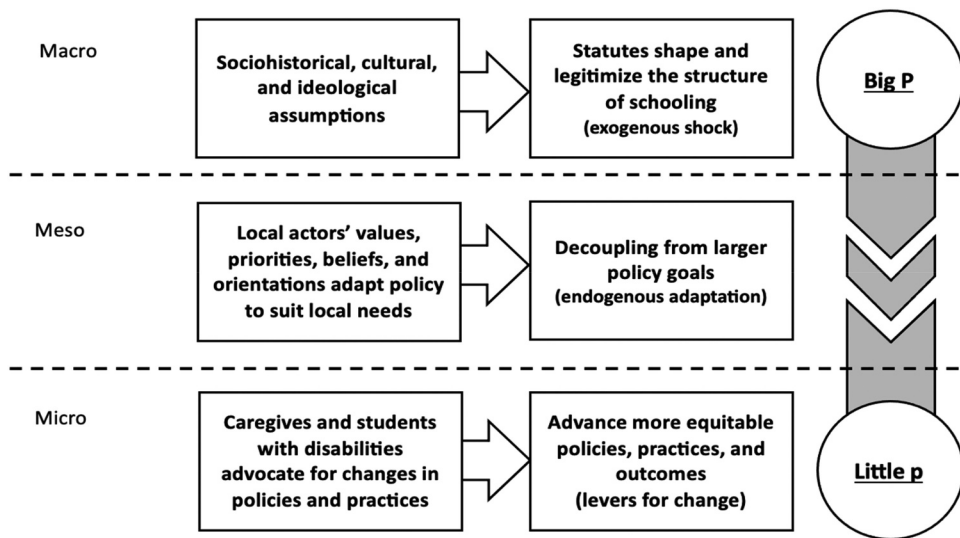 Macro
Sociohistorical, cultural,
and ideological
assumptions
Statutes shape and
legitimize the structure
of schooling
(exogenous shock)
Big P
Meso
Local actors’ values,
priorities, beliefs, and
orientations adapt policy
to suit local needs
Decoupling from larger
policy goals
(endogenous adaptation)
Micro
Caregives and students
with disabilities
advocate for changes in
policies and practices
Advance more equitable
policies, practices, and
outcomes
(levers for change)
Little p